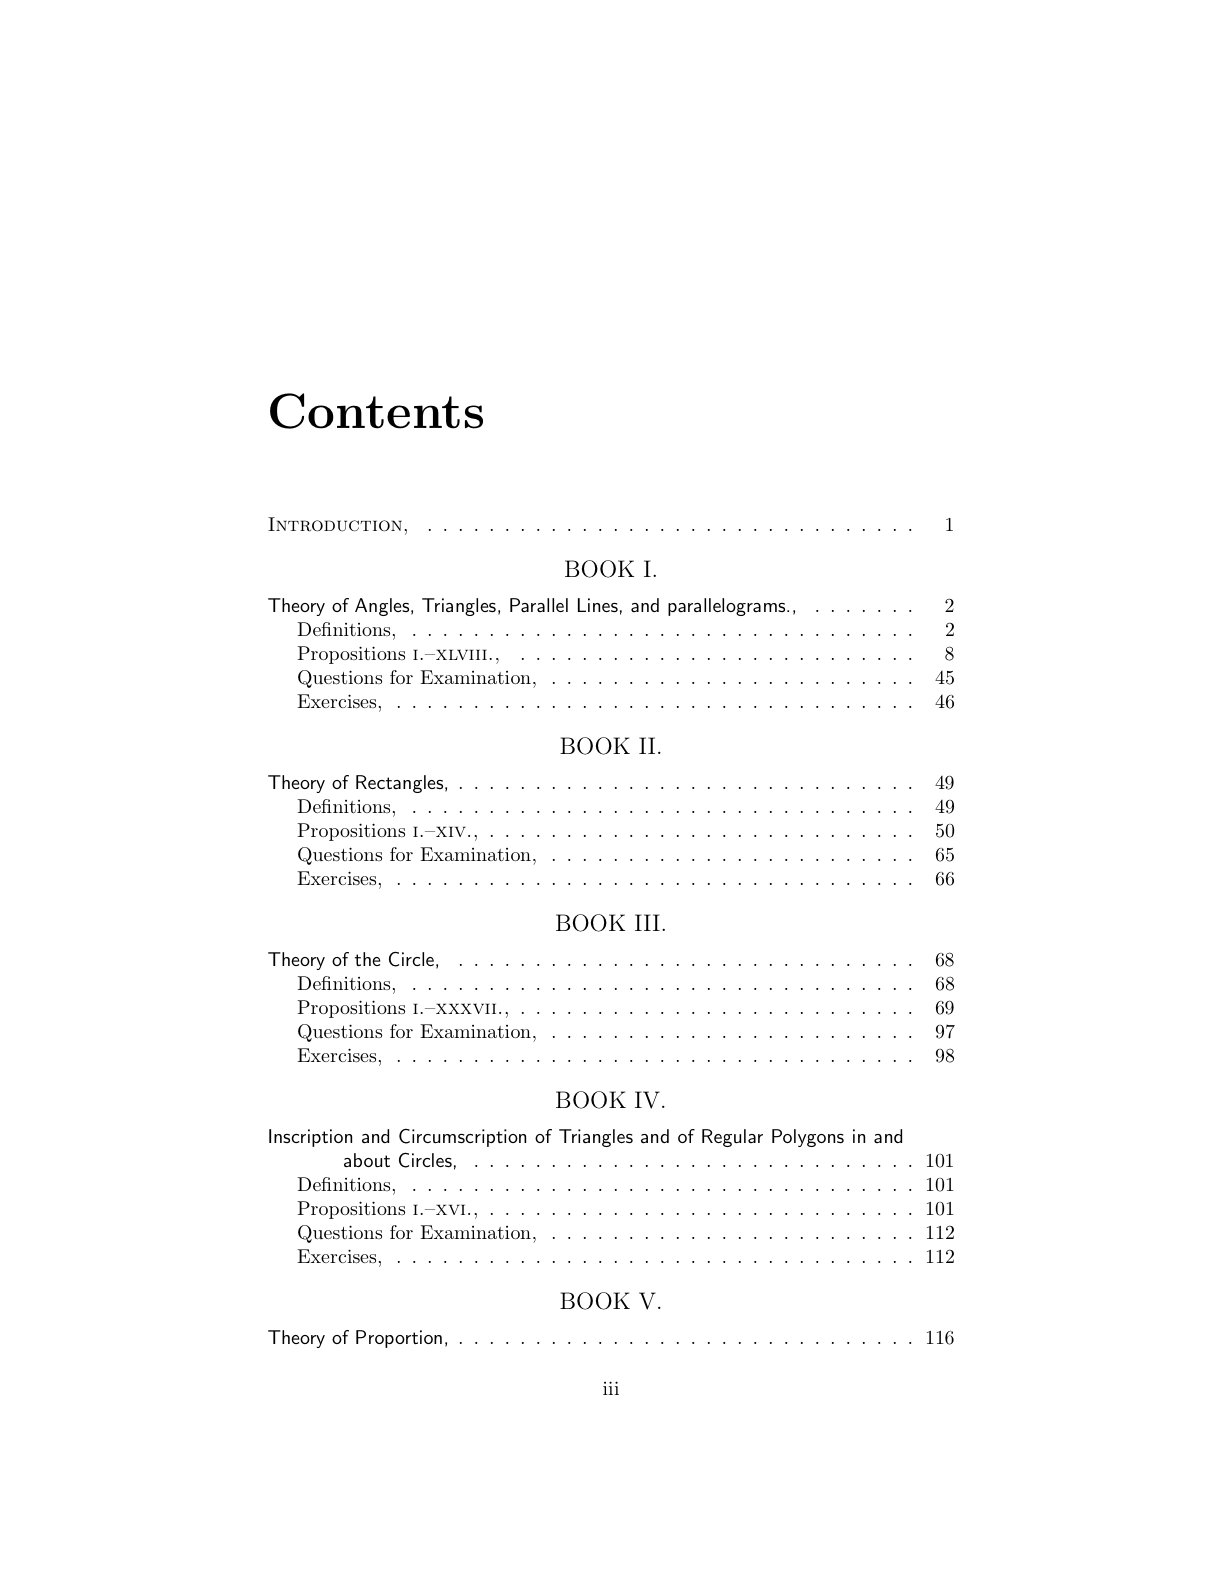 Contents
Introduction, . . . . . . . . . . . . . . . . . . . . . . . . . . . . . . . . 1
BOOK I.
Theory of Angles, Triangles, Parallel Lines, and parallelograms., . . . . . . . 2
Definitions, . . . . . . . . . . . . . . . . . . . . . . . . . . . . . . . . . 2
Propositions i.–xlviii., . . . . . . . . . . . . . . . . . . . . . . . . . . 8
Questions for Examination, . . . . . . . . . . . . . . . . . . . . . . . . 45
Exercises, . . . . . . . . . . . . . . . . . . . . . . . . . . . . . . . . . . 46
BOOK II.
Theory of Rectangles, . . . . . . . . . . . . . . . . . . . . . . . . . . . . . . 49
Definitions, . . . . . . . . . . . . . . . . . . . . . . . . . . . . . . . . . 49
Propositions i.–xiv., . . . . . . . . . . . . . . . . . . . . . . . . . . . . 50
Questions for Examination, . . . . . . . . . . . . . . . . . . . . . . . . 65
Exercises, . . . . . . . . . . . . . . . . . . . . . . . . . . . . . . . . . . 66
BOOK III.
Theory of the Circle, . . . . . . . . . . . . . . . . . . . . . . . . . . . . . . 68
Definitions, . . . . . . . . . . . . . . . . . . . . . . . . . . . . . . . . . 68
Propositions i.–xxxvii., . . . . . . . . . . . . . . . . . . . . . . . . . . 69
Questions for Examination, . . . . . . . . . . . . . . . . . . . . . . . . 97
Exercises, . . . . . . . . . . . . . . . . . . . . . . . . . . . . . . . . . . 98
BOOK IV.
Inscription and Circumscription of Triangles and of Regular Polygons in and
about Circles, . . . . . . . . . . . . . . . . . . . . . . . . . . . . . 101
Definitions, . . . . . . . . . . . . . . . . . . . . . . . . . . . . . . . . . 101
Propositions i.–xvi., . . . . . . . . . . . . . . . . . . . . . . . . . . . . 101
Questions for Examination, . . . . . . . . . . . . . . . . . . . . . . . . 112
Exercises, . . . . . . . . . . . . . . . . . . . . . . . . . . . . . . . . . . 112
BOOK V.
Theory of Proportion, . . . . . . . . . . . . . . . . . . . . . . . . . . . . . . 116
iii